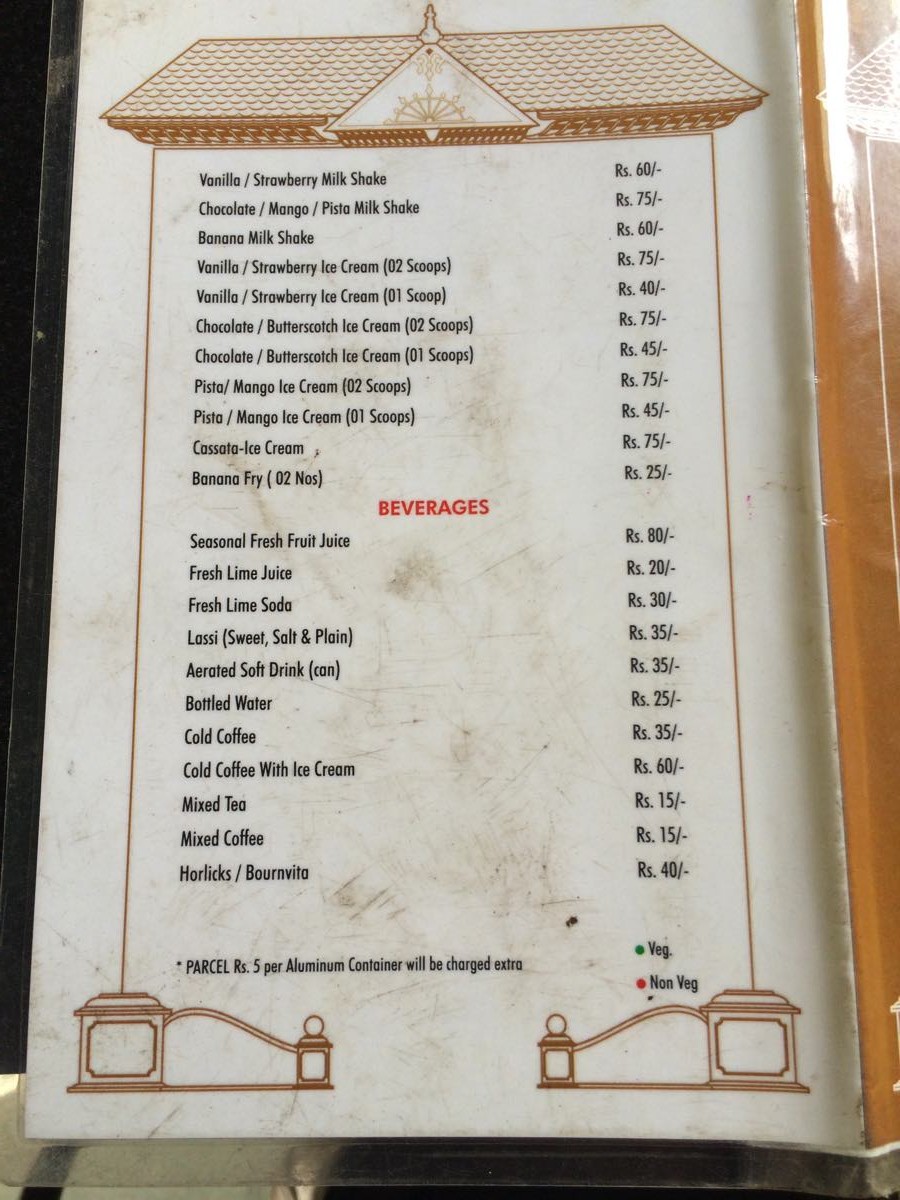 Vanilla / Strawberry Milk Shake Rs. 60/-
Chocolate / Mango / Pista Milk Shake Rs. 75/-
Banana Milk Shake Rs. 60/-
Vanilla / Strawberry Ice Cream (02 Scoops) Rs. 75/-
Vanilla / Strawberry Ice Cream (01 Scoop) Rs. 40/-
Chocolate / Butterscotch Ice Cream (02 Scoops) Rs. 75/-
Chocolate / Butterscotch Ice Cream (01 Scoops) Rs. 45/-
Pista/ Mango Ice Cream (02 Scoops) Rs. 75/-
Pista / Mango Ice Cream (01 Scoops) Rs. 45/-
Cassata-Ice Cream Rs. 75/-
Banana Fry ( 02 Nos) Rs. 25/-
BEVERAGES
Seasonal Fresh Fruit Juice Rs. 80/-
Fresh Lime Juice Rs. 20/-
Fresh Lime Soda Rs. 30/-
Lassi (Sweet, Salt & Plain) Rs. 35/-
Aerated Soft Drink (can) Rs. 35/-
Bottled Water Rs. 25/-
Cold Coffee Rs. 35/-
Cold Coffee With Ice Cream Rs. 60/-
Mixed Tea Rs. 15/-
Mixed Coffee Rs. 15/-
Horlicks / Bournvita Rs. 40/-
Veg.
* PARCEL Rs. 5 per Aluminum Container will be charged extra
Non Veg